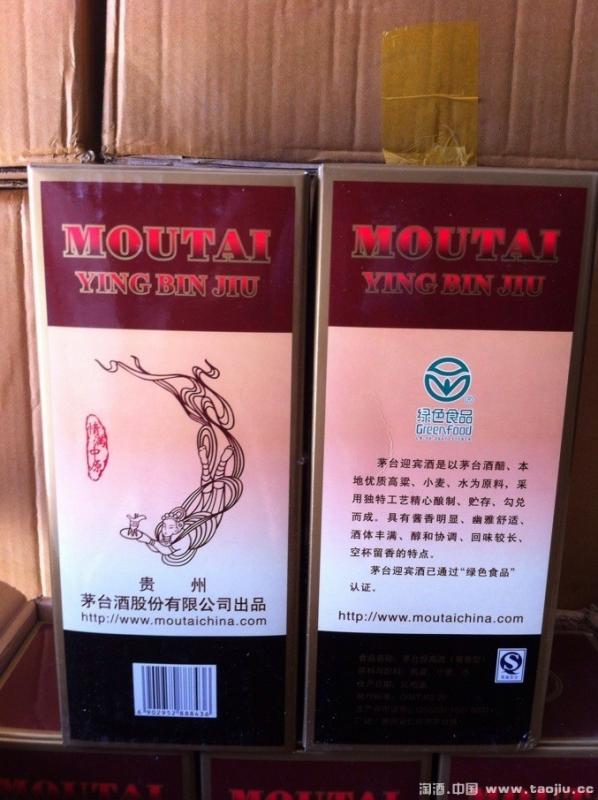 MOUTAI
YING BIN JIU
情满中原
贵 州
茅台酒股份有限公司出品
http://www.moutaichina.com
6902952888436
MOUTAI
YING BIN JIU
绿色食品
Greenfood
茅台迎宾酒是以茅台酒醅、本
地优质高粱、小麦、水为原料，采
用独特工艺精心酿制、贮存、勾兑
而成。具有酱香明显、幽雅舒适、
酒体丰满、醇和协调、回味较长、
空杯留香的特点。
茅台迎宾酒已通过“绿色食品”
认证。
http://www.moutaichina.com
淘酒.中国 www.taojiu.cc